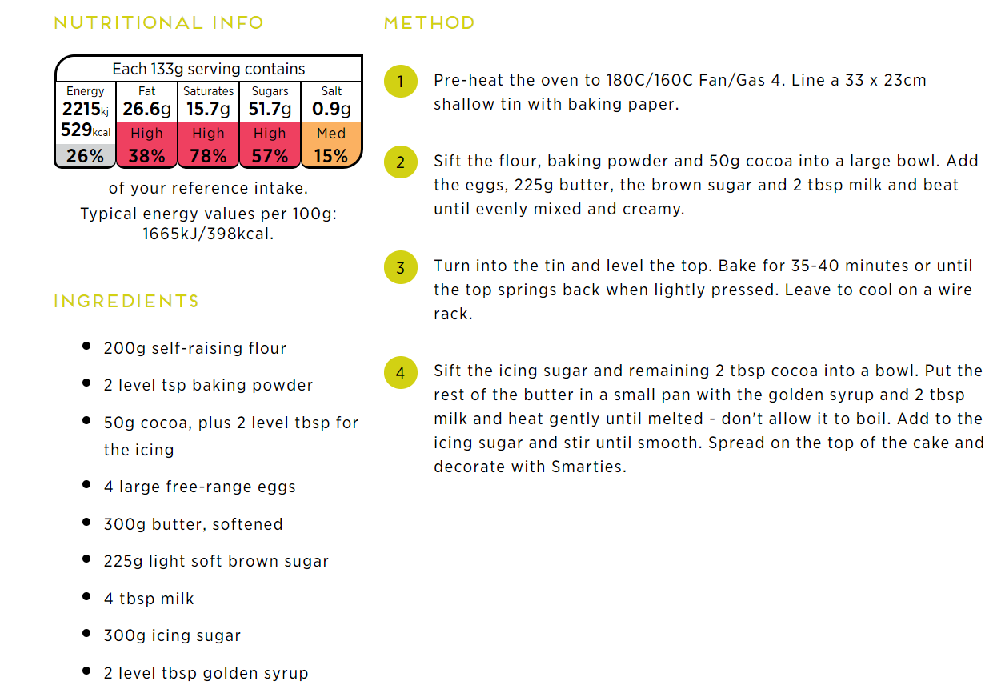 NUTRITIONAL INFO
Each 133g serving contains
Energy Fat Saturates Sugars Salt
2215kj 26.6g 15.7g 51.7g 0.9g
529kcal High High High Med
26% 38% 78% 57% 15%
of your reference intake.
Typical energy values per 100g:
1665kJ/398kcal.
INGREDIENTS
200g self-raising flour
2 level tsp baking powder
50g cocoa, plus 2 level tbsp for
the icing
4 large free-range eggs
300g butter, softened
225g light soft brown sugar
4 tbsp milk
300g icing sugar
2 level tbsp golden syrup
METHOD
1 Pre-heat the oven to 180C/160C Fan/Gas 4. Line a 33 x 23cm
shallow tin with baking paper.
2 Sift the flour, baking powder and 50g cocoa into a large bowl. Add
the eggs, 225g butter, the brown sugar and 2 tbsp milk and beat
until evenly mixed and creamy.
3 Turn into the tin and level the top. Bake for 35-40 minutes or until
the top springs back when lightly pressed. Leave to cool on a wire
rack.
4 Sift the icing sugar and remaining 2 tbsp cocoa into a bowl. Put the
rest of the butter in a small pan with the golden syrup and 2 tbsp
milk and heat gently until melted - don't allow it to boil. Add to the
icing sugar and stir until smooth. Spread on the top of the cake and
decorate with Smarties.